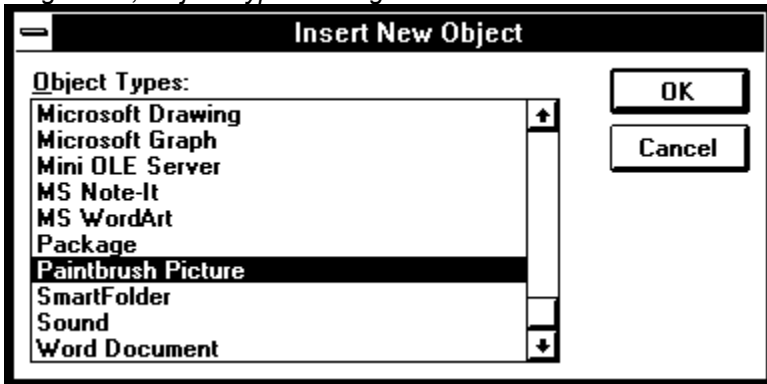 Insert New Object
Object Types:
Microsoft Drawing
Microsoft Graph
Mini OLE Server
MS Note-It
MS WordArt
Package
Paintbrush Picture
SmartFolder
Sound
Word Document
OK
Cancel